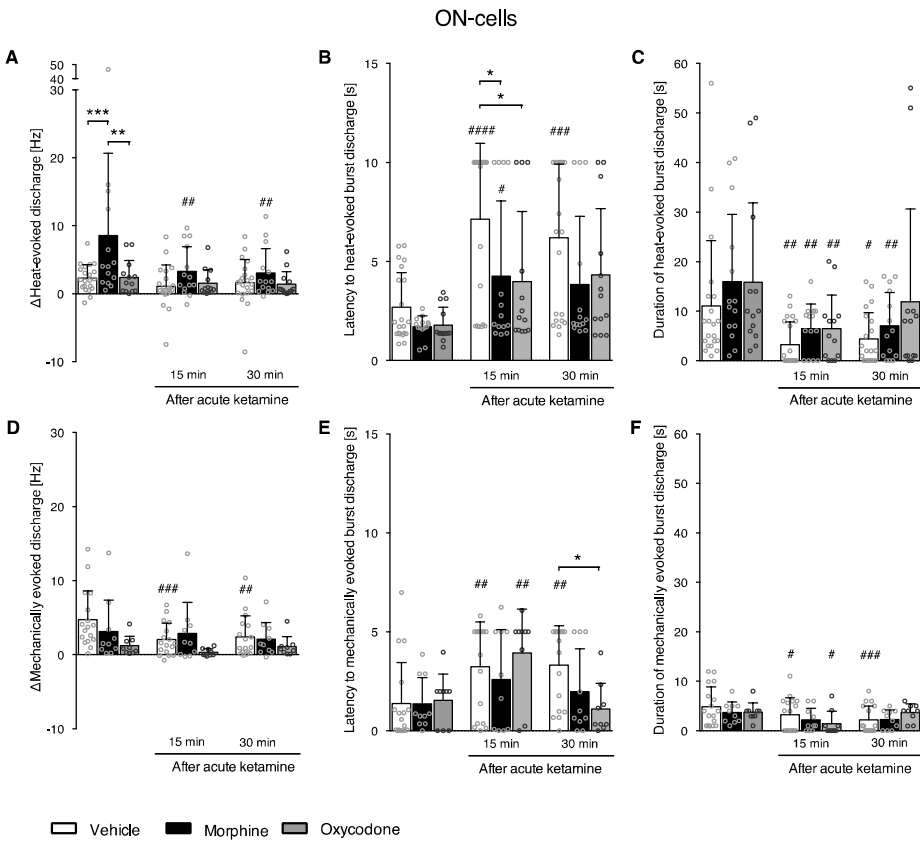 ON-cells
A
ΔHeat-evoked discharge [Hz]
50
40
30
20
10
0
-10
***
**
##
##
15 min
30 min
After acute ketamine
B
Latency to heat-evoked burst discharge [s]
15
10
5
0
*
*
####
#
###
15 min
30 min
After acute ketamine
C
Duration of heat-evoked burst discharge [s]
60
50
40
30
20
10
0
##
##
##
#
##
15 min
30 min
After acute ketamine
D
ΔMechanically evoked discharge [Hz]
30
20
10
0
-10
###
##
15 min
30 min
After acute ketamine
E
Latency to mechanically evoked burst discharge [s]
15
10
5
0
##
##
##
*
15 min
30 min
After acute ketamine
F
Duration of mechanically evoked burst discharge [s]
60
50
40
30
20
10
0
#
#
###
15 min
30 min
After acute ketamine
Vehicle
Morphine
Oxycodone